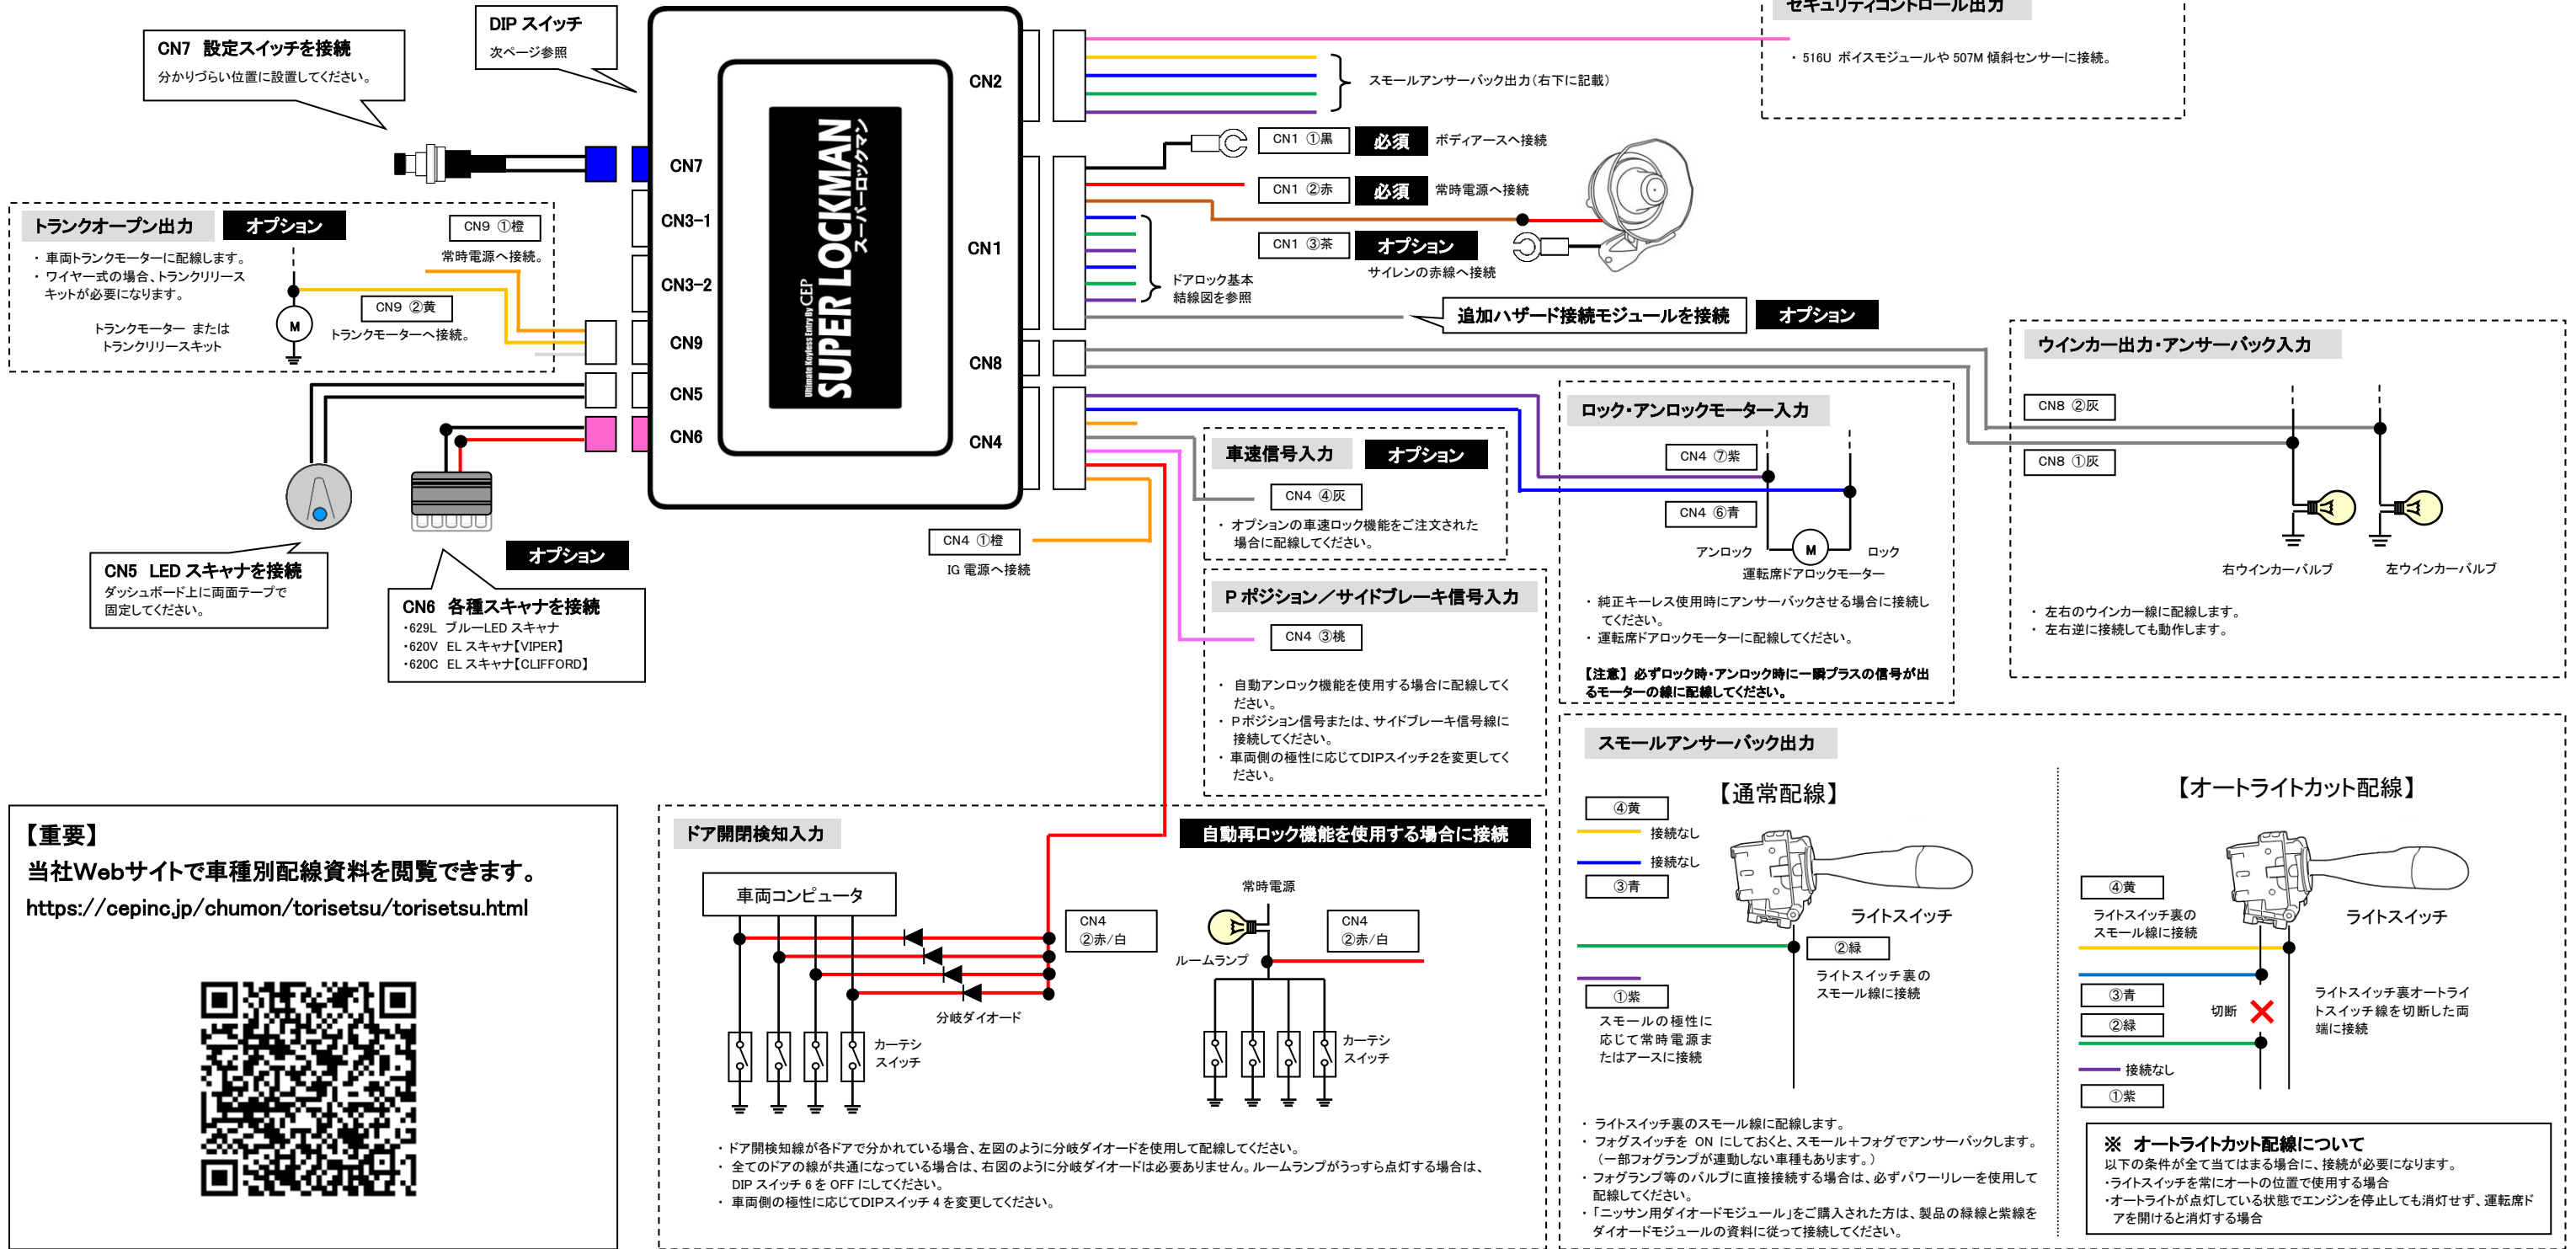 セキュリティコントロール出力
・ 516U ボイスモジュールや 507M 傾斜センサーに接続。
DIP スイッチ
次ページ参照
CN7 設定スイッチを接続
分かりづらい位置に設置してください。
CN2
スモールアンサーバック出力(右下に記載)
CN7
CN3-1
CN3-2
CN9
CN5
CN6
Ultimate Keyless Entry By CEP
SUPER LOCKMAN
スーパーロックマン
CN1
CN8
CN4
CN1 ①黒
必須
ボディアースへ接続
CN1 ②赤
必須
常時電源へ接続
CN1 ③茶
オプション
サイレンの赤線へ接続
ドアロック基本
結線図を参照
追加ハザード接続モジュールを接続
オプション
トランクオープン出力
オプション
・ 車両トランクモーターに配線します。
・ ワイヤー式の場合、トランクリリース
キットが必要になります。
CN9 ①橙
常時電源へ接続。
CN9 ②黄
トランクモーターへ接続。
トランクモーター または
トランクリリースキット
M
CN5 LED スキャナを接続
ダッシュボード上に両面テープで
固定してください。
オプション
CN6 各種スキャナを接続
・629L ブルーLED スキャナ
・620V EL スキャナ【VIPER】
・620C EL スキャナ【CLIFFORD】
CN4 ①橙
IG 電源へ接続
車速信号入力
オプション
CN4 ④灰
・ オプションの車速ロック機能をご注文された
場合に配線してください。
P ポジション／サイドブレーキ信号入力
CN4 ③桃
・ 自動アンロック機能を使用する場合に配線してく
ださい。
・ Pポジション信号または、サイドブレーキ信号線に
接続してください。
・ 車両側の極性に応じてDIPスイッチ2を変更してく
ださい。
ロック・アンロックモーター入力
CN4 ⑦紫
CN4 ⑥青
アンロック
M
ロック
運転席ドアロックモーター
・ 純正キーレス使用時にアンサーバックさせる場合に接続し
てください。
・ 運転席ドアロックモーターに配線してください。
【注意】 必ずロック時・アンロック時に一瞬プラスの信号が出
るモーターの線に配線してください。
ウインカー出力・アンサーバック入力
CN8 ②灰
CN8 ①灰
右ウインカーバルブ
左ウインカーバルブ
・ 左右のウインカー線に配線します。
・ 左右逆に接続しても動作します。
【重要】
当社Webサイトで車種別配線資料を閲覧できます。
https://cepinc.jp/chumon/torisetsu/torisetsu.html
ドア開閉検知入力
自動再ロック機能を使用する場合に接続
車両コンピュータ
CN4
②赤/白
分岐ダイオード
カーテシ
スイッチ
常時電源
ルームランプ
CN4
②赤/白
カーテシ
スイッチ
・ドア開検知線が各ドアで分かれている場合、左図のように分岐ダイオードを使用して配線してください。
・ 全てのドアの線が共通になっている場合は、右図のように分岐ダイオードは必要ありません。ルームランプがうっすら点灯する場合は、
DIP スイッチ 6 を OFF にしてください。
・ 車両側の極性に応じてDIPスイッチ 4 を変更してください。
スモールアンサーバック出力
【通常配線】
④黄
接続なし
接続なし
③青
ライトスイッチ
②緑
ライトスイッチ裏の
スモール線に接続
①紫
スモールの極性に
応じて常時電源ま
たはアースに接続
・ ライトスイッチ裏のスモール線に配線します。
・ フォグスイッチを ON にしておくと、スモール＋フォグでアンサーバックします。
（一部フォグランプが連動しない車種もあります。）
・ フォグランプ等のバルブに直接接続する場合は、必ずパワーリレーを使用して
配線してください。
・ 「ニッサン用ダイオードモジュール」をご購入された方は、製品の緑線と紫線を
ダイオードモジュールの資料に従って接続してください。
【オートライトカット配線】
④黄
ライトスイッチ裏の
スモール線に接続
ライトスイッチ
③青
②緑
切断
ライトスイッチ裏オートライ
トスイッチ線を切断した両
端に接続
接続なし
①紫
※ オートライトカット配線について
以下の条件が全て当てはまる場合に、接続が必要になります。
・ライトスイッチを常にオートの位置で使用する場合
・オートライトが点灯している状態でエンジンを停止しても消灯せず、運転席ド
アを開けると消灯する場合